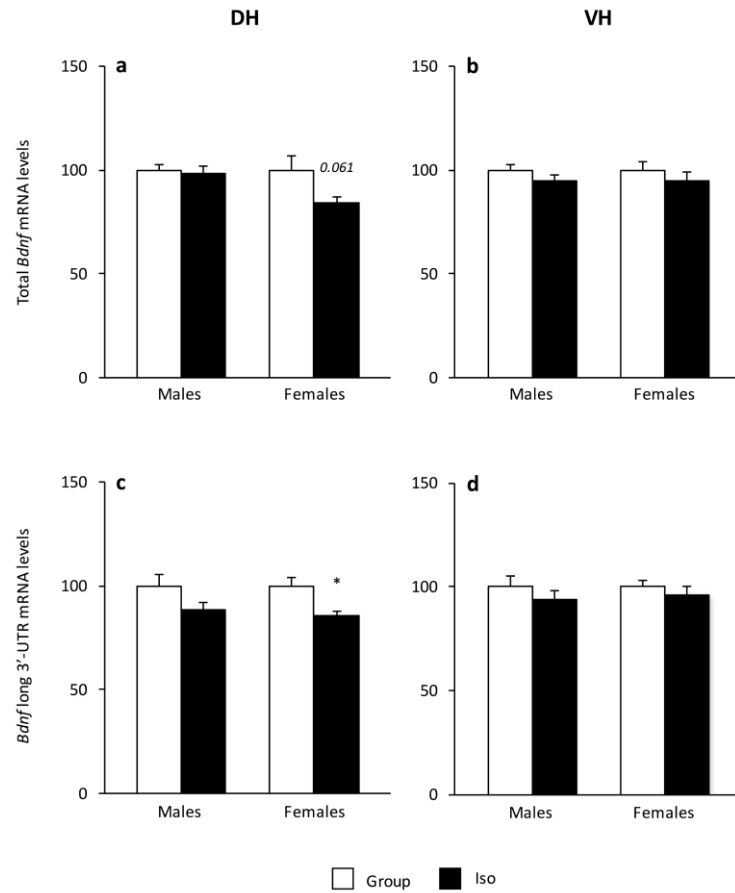 DH
VH
a
b
150
100
50
0
Total Bdnf mRNA levels
0.061
Males
Females
150
100
50
0
Males
Females
c
d
150
100
50
0
Bdnf long 3′-UTR mRNA levels
*
Males
Females
150
100
50
0
Males
Females
Group
Iso